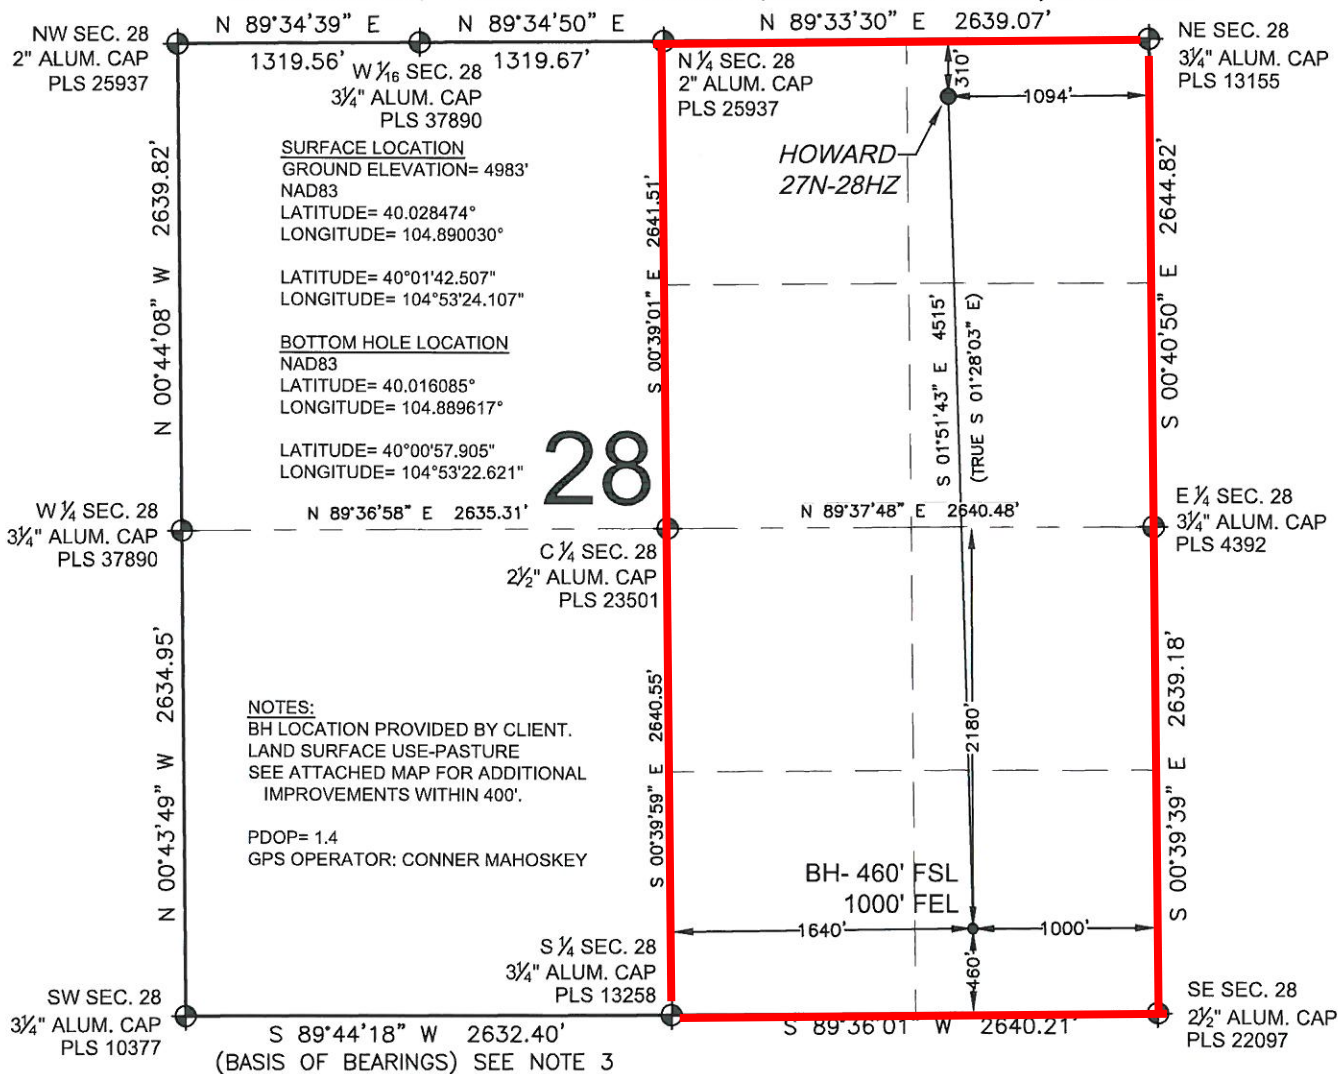 N 89°34'39" E
N 89°34'50" E
N 89°33'30" E 2639.07'
NW SEC. 28
2" ALUM. CAP
PLS 25937
1319.56'
1319.67'
W 1/16 SEC. 28
3¼" ALUM. CAP
PLS 37890
N ¼ SEC. 28
2" ALUM. CAP
PLS 25937
310'
1094'
NE SEC. 28
3¼" ALUM. CAP
PLS 13155
HOWARD
27N-28HZ
SURFACE LOCATION
GROUND ELEVATION= 4983'
NAD83
LATITUDE= 40.028474°
LONGITUDE= 104.890030°
LATITUDE= 40°01'42.507"
LONGITUDE= 104°53'24.107"
BOTTOM HOLE LOCATION
NAD83
LATITUDE= 40.016085°
LONGITUDE= 104.889617°
LATITUDE= 40°00'57.905"
LONGITUDE= 104°53'22.621"
N 00°44'08" W 2639.82'
S 00°39'01" E 2641.51'
S 01°51'43" E 4515'
(TRUE S 01°28'03" E)
S 00°40'50" E 2644.82'
28
W ¼ SEC. 28
3¼" ALUM. CAP
PLS 37890
N 89°36'58" E 2635.31'
N 89°37'48" E 2640.48'
C ¼ SEC. 28
2½" ALUM. CAP
PLS 23501
E ¼ SEC. 28
3¼" ALUM. CAP
PLS 4392
N 00°43'49" W 2634.95'
S 00°39'59" E 2640.55'
2180'
S 00°39'39" E 2639.18'
NOTES:
BH LOCATION PROVIDED BY CLIENT.
LAND SURFACE USE-PASTURE
SEE ATTACHED MAP FOR ADDITIONAL
IMPROVEMENTS WITHIN 400'.
PDOP= 1.4
GPS OPERATOR: CONNER MAHOSKEY
BH- 460' FSL
1000' FEL
1640'
1000'
460'
S ¼ SEC. 28
3¼" ALUM. CAP
PLS 13258
SW SEC. 28
3¼" ALUM. CAP
PLS 10377
SE SEC. 28
2½" ALUM. CAP
PLS 22097
S 89°44'18" W 2632.40'
(BASIS OF BEARINGS) SEE NOTE 3
S 89°36'01" W 2640.21'